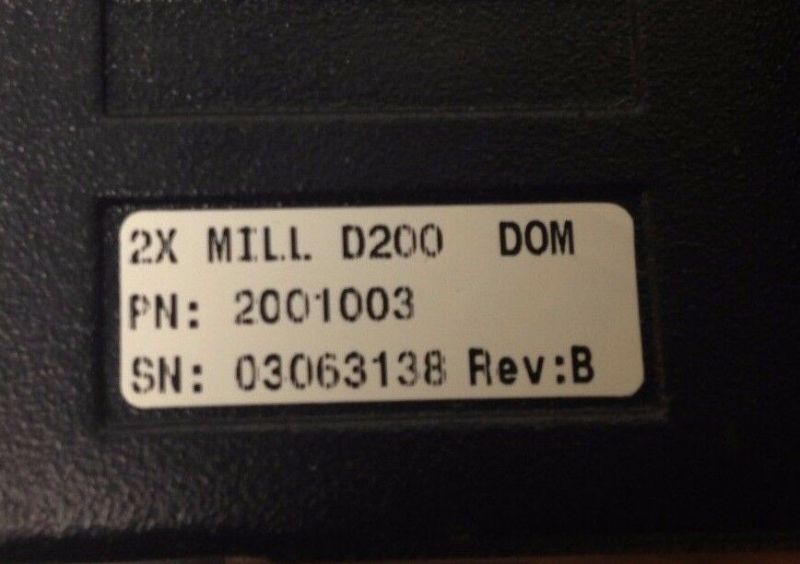 2X MILL D200 DOM
PN: 2001003
SN: 03063138 Rev:B